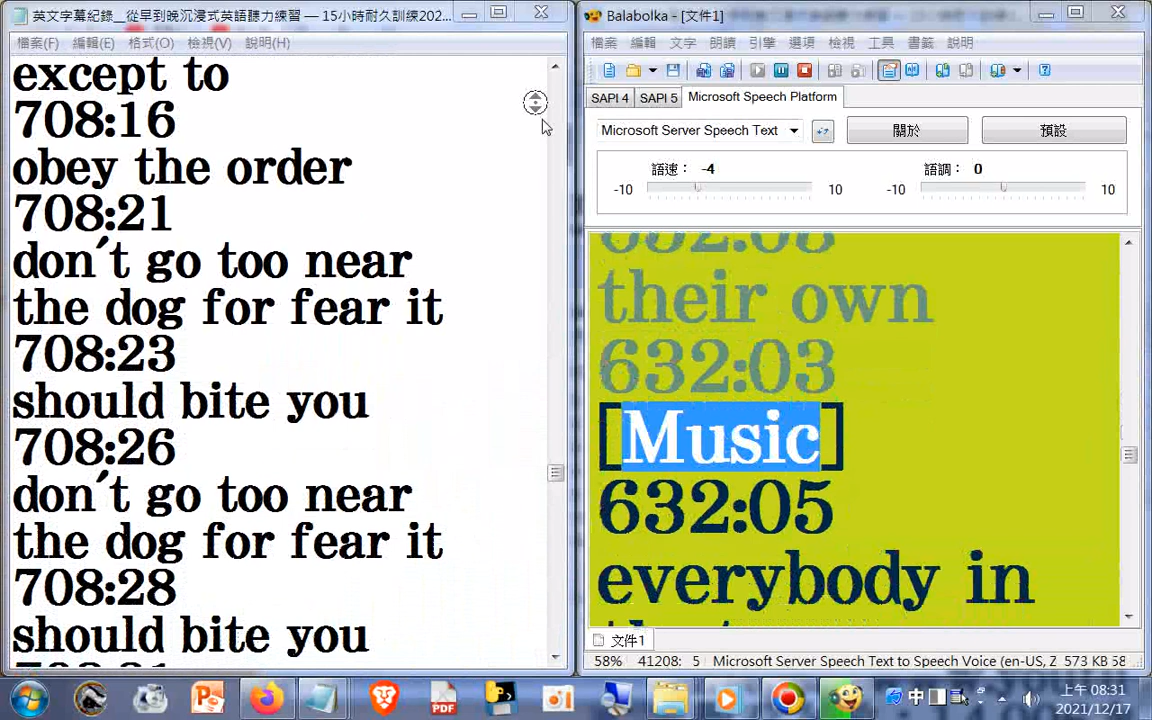 英文字幕紀錄__從早到晚沉浸式英語聽力練習 — 15小時耐久訓練202...
檔案(F) 編輯(E) 格式(O) 檢視(V) 說明(H)
except to
708:16
obey the order
708:21
don't go too near
the dog for fear it
708:23
should bite you
708:26
don't go too near
the dog for fear it
708:28
should bite you
Balabolka - [文件1]
檔案 編輯 文字 朗讀 引擎 選項 檢視 工具 書籤 說明
SAPI 4 SAPI 5 Microsoft Speech Platform
Microsoft Server Speech Text 關於 預設
語速： -4 語調： 0
-10 10 -10 10
their own
632:03
[Music]
632:05
everybody in
文件1
58% 41208: 5 Microsoft Server Speech Text to Speech Voice (en-US, Z 573 KB 58
PDF
中
上午 08:31
2021/12/17